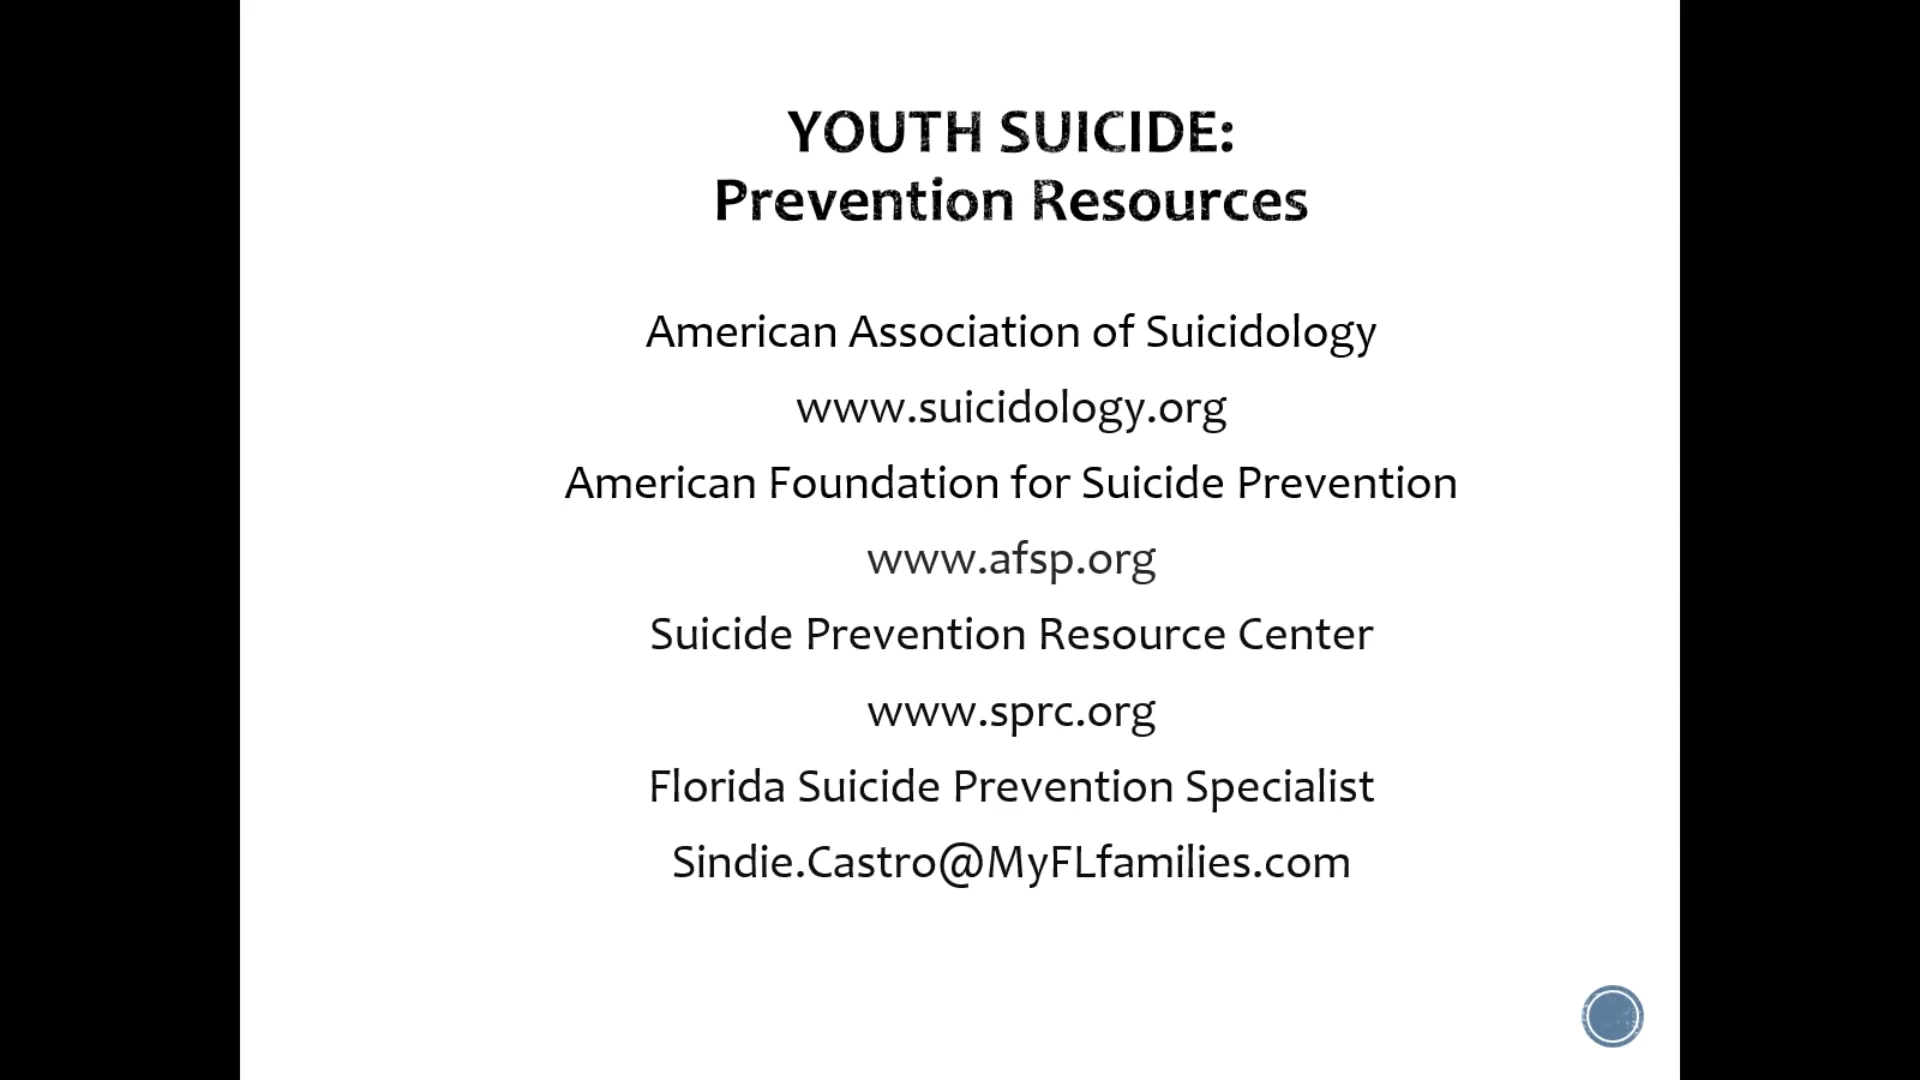 YOUTH SUICIDE:
Prevention Resources
American Association of Suicidology
www.suicidology.org
American Foundation for Suicide Prevention
www.afsp.org
Suicide Prevention Resource Center
www.sprc.org
Florida Suicide Prevention Specialist
Sindie.Castro@MyFLfamilies.com